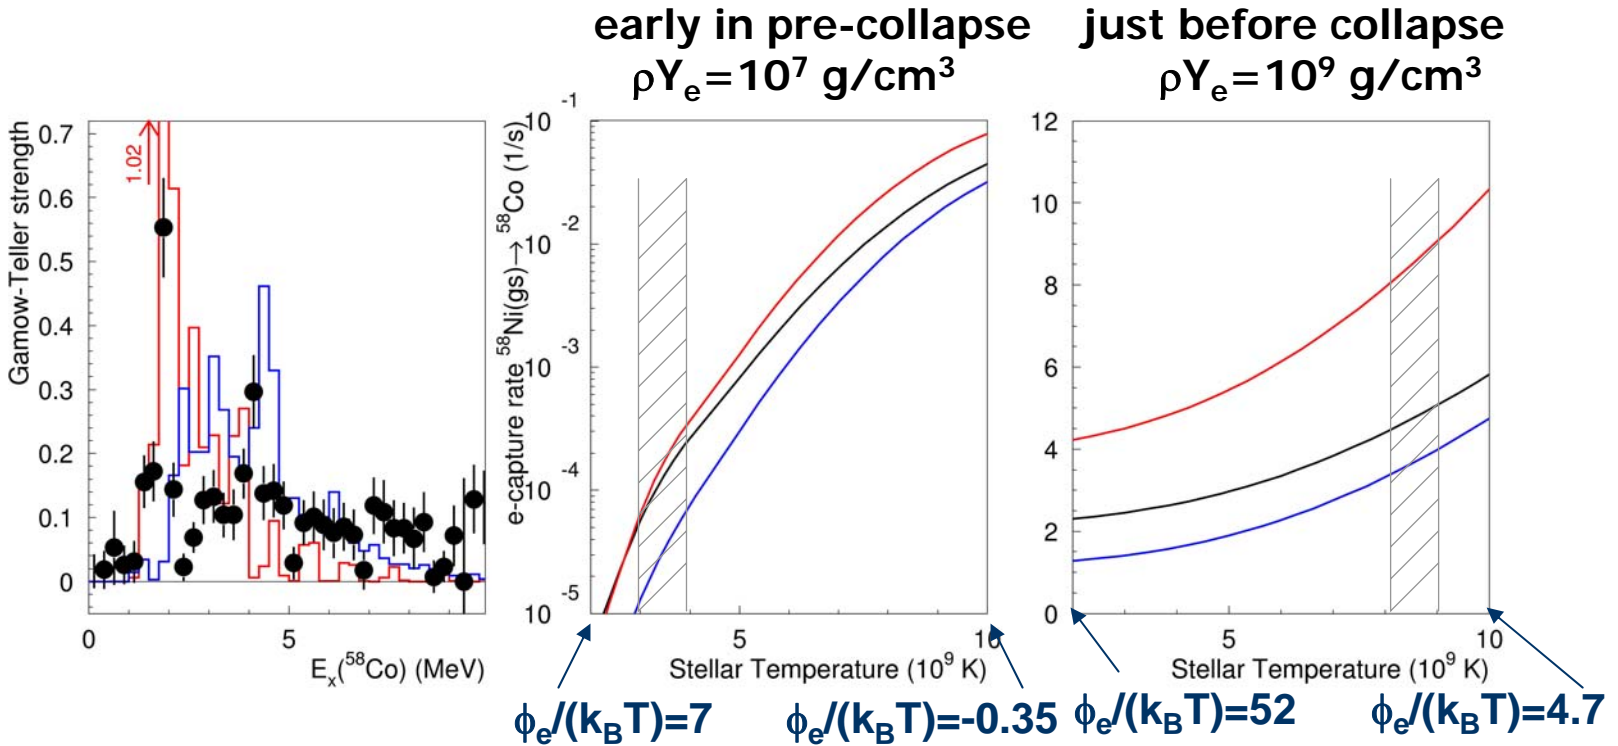 early in pre-collapse
ρYₑ=10⁷ g/cm³
just before collapse
ρYₑ=10⁹ g/cm³
Gamow-Teller strength
0.7
0.6
0.5
0.4
0.3
0.2
0.1
0
1.02
0 5
Eₓ(⁵⁸Co) (MeV)
e-capture rate ⁵⁸Ni(gs)→⁵⁸Co (1/s)
10⁻¹
10⁻²
10⁻³
10⁻⁴
10⁻⁵
5 10
Stellar Temperature (10⁹ K)
ϕₑ/(k_BT)=7
ϕₑ/(k_BT)=-0.35
12
10
8
6
4
2
0
5 10
Stellar Temperature (10⁹ K)
ϕₑ/(k_BT)=52
ϕₑ/(k_BT)=4.7